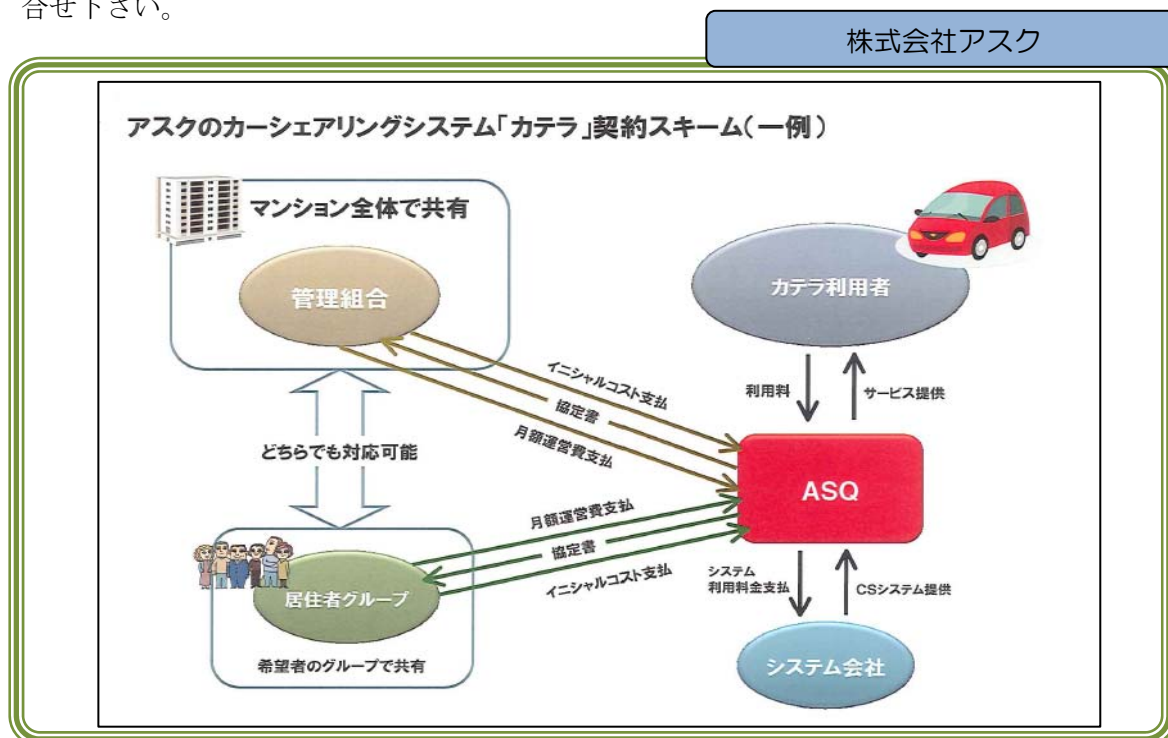 合せ下さい。
株式会社アスク
アスクのカーシェアリングシステム「カテラ」契約スキーム(一例)
マンション全体で共有
管理組合
カテラ利用者
イニシャルコスト支払
協定書
月額運営費支払
利用料
サービス提供
どちらでも対応可能
ASQ
月額運営費支払
協定書
イニシャルコスト支払
居住者グループ
希望者のグループで共有
システム
利用料金支払
CSシステム提供
システム会社